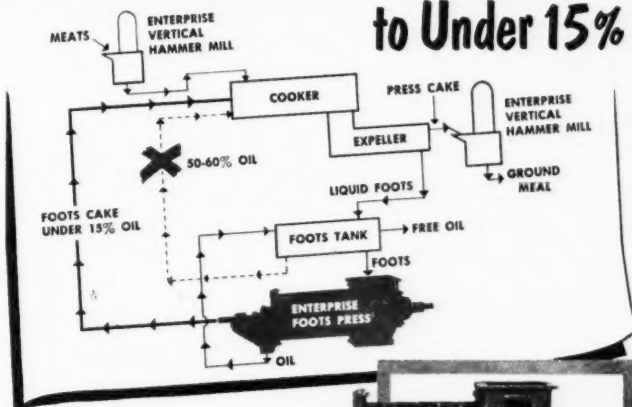 to Under 15%
MEATS
ENTERPRISE
VERTICAL
HAMMER MILL
COOKER
PRESS CAKE
ENTERPRISE
VERTICAL
HAMMER MILL
EXPELLER
50-60% OIL
GROUND
MEAL
LIQUID FOOTS
FOOTS CAKE
UNDER 15% OIL
FOOTS TANK
FREE OIL
FOOTS
ENTERPRISE
FOOTS PRESS
OIL